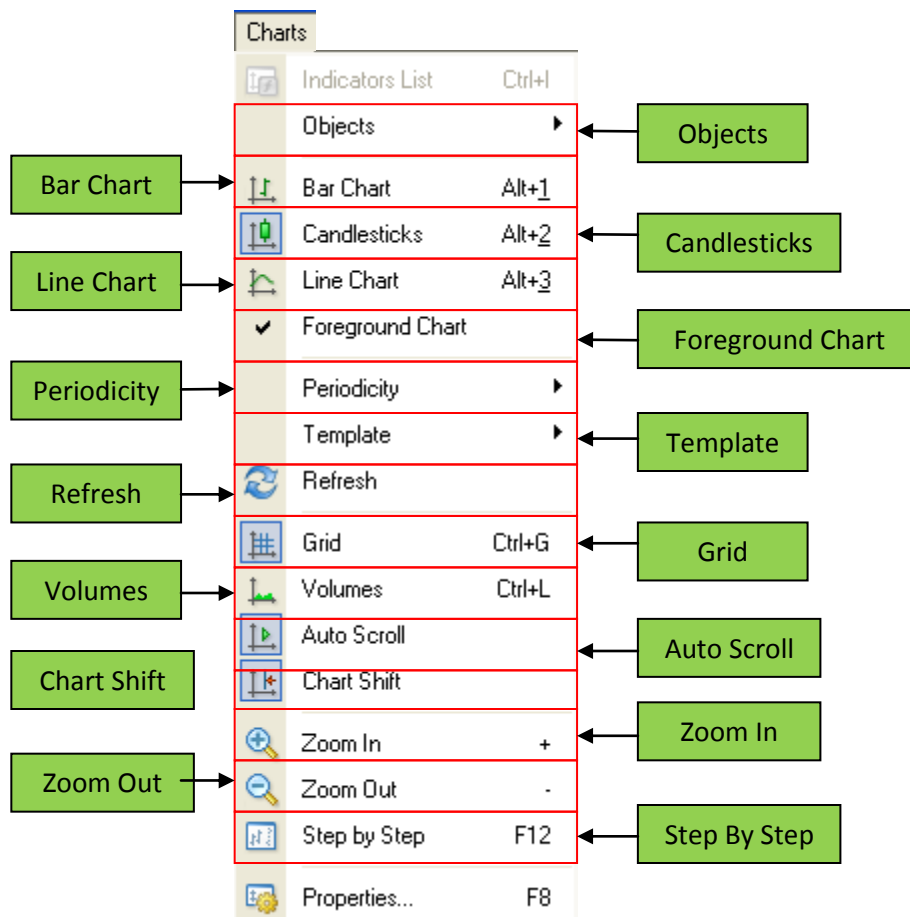 Charts
Indicators List Ctrl+I
Objects
Objects
Bar Chart
Bar Chart Alt+1
Candlesticks Alt+2
Candlesticks
Line Chart
Line Chart Alt+3
Foreground Chart
Foreground Chart
Periodicity
Periodicity
Template
Template
Refresh
Refresh
Grid Ctrl+G
Grid
Volumes
Volumes Ctrl+L
Auto Scroll
Auto Scroll
Chart Shift
Chart Shift
Zoom In +
Zoom In
Zoom Out
Zoom Out -
Step by Step F12
Step By Step
Properties... F8